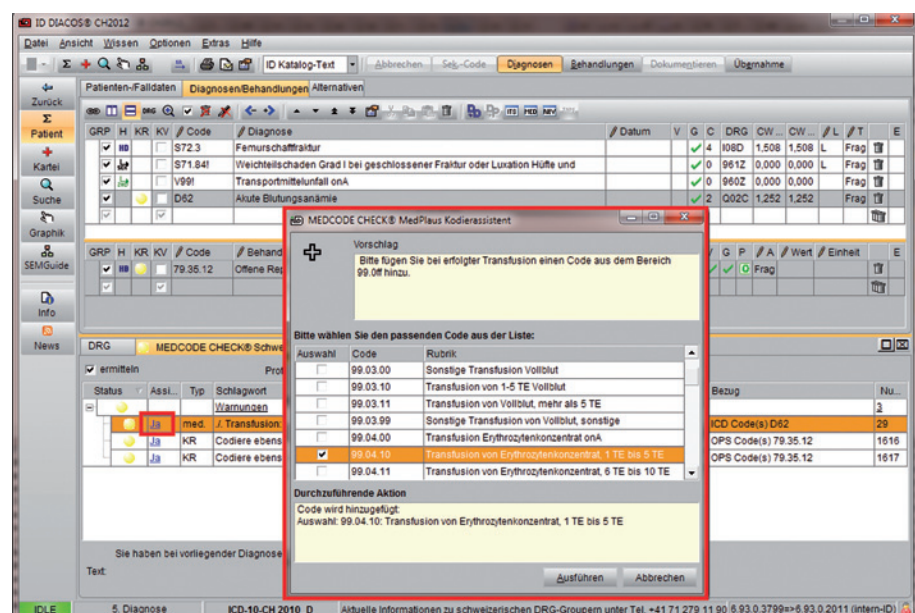 ID DIACOS® CH2012
Datei Ansicht Wissen Optionen Extras Hilfe
ID Katalog-Text Abbrechen Sek-Code Diagnosen Behandlungen Dokumentieren Übernahme
Zurück
Patient
Kartei
Suche
Graphik
SEMGuide
Info
News
Patienten-/Falldaten Diagnosen/Behandlungen Alternativen
GRP H KR KV Code Diagnose Datum V G C DRG CW ... CW ... L T E
HD S72.3 Femurschaftfraktur 4 I08D 1,508 1,508 L Frag
S71.84! Weichteilschaden Grad I bei geschlossener Fraktur oder Luxation Hüfte und 0 961Z 0,000 0,000 L Frag
V99! Transportmittelunfall onA 0 960Z 0,000 0,000 Frag
D62 Akute Blutungsanämie 2 Q02C 1,252 1,252 Frag
GRP H KR KV Code Behand G P A Wert Einheit E
HD 79.35.12 Offene Rep O Frag
MEDCODE CHECK® MedPlaus Kodierassistent
Vorschlag
Bitte fügen Sie bei erfolgter Transfusion einen Code aus dem Bereich
99.0ff hinzu.
Bitte wählen Sie den passenden Code aus der Liste:
Auswahl Code Rubrik
99.03.00 Sonstige Transfusion Vollblut
99.03.10 Transfusion von 1-5 TE Vollblut
99.03.11 Transfusion von Vollblut, mehr als 5 TE
99.03.99 Sonstige Transfusion von Vollblut, sonstige
99.04.00 Transfusion Erythrozytenkonzentrat onA
99.04.10 Transfusion von Erythrozytenkonzentrat, 1 TE bis 5 TE
99.04.11 Transfusion von Erythrozytenkonzentrat, 6 TE bis 10 TE
Durchzuführende Aktion
Code wird hinzugefügt:
Auswahl: 99.04.10: Transfusion von Erythrozytenkonzentrat, 1 TE bis 5 TE
Ausführen Abbrechen
DRG MEDCODE CHECK® Schwe
ermitteln Prot
Status Assi... Typ Schlagwort Bezug Nu...
Warnungen 3
Ja med. ./. Transfusion: ICD Code(s) D62 29
Ja KR Codiere ebens OPS Code(s) 79.35.12 1616
Ja KR Codiere ebens OPS Code(s) 79.35.12 1617
Sie haben bei vorliegender Diagnose
Text:
IDLE 5. Diagnose ICD-10-CH 2010 D Aktuelle Informationen zu schweizerischen DRG-Groupern unter Tel. +41 71 279 11 90 6.93.0.3799=>6.93.0.2011 (intern-ID)